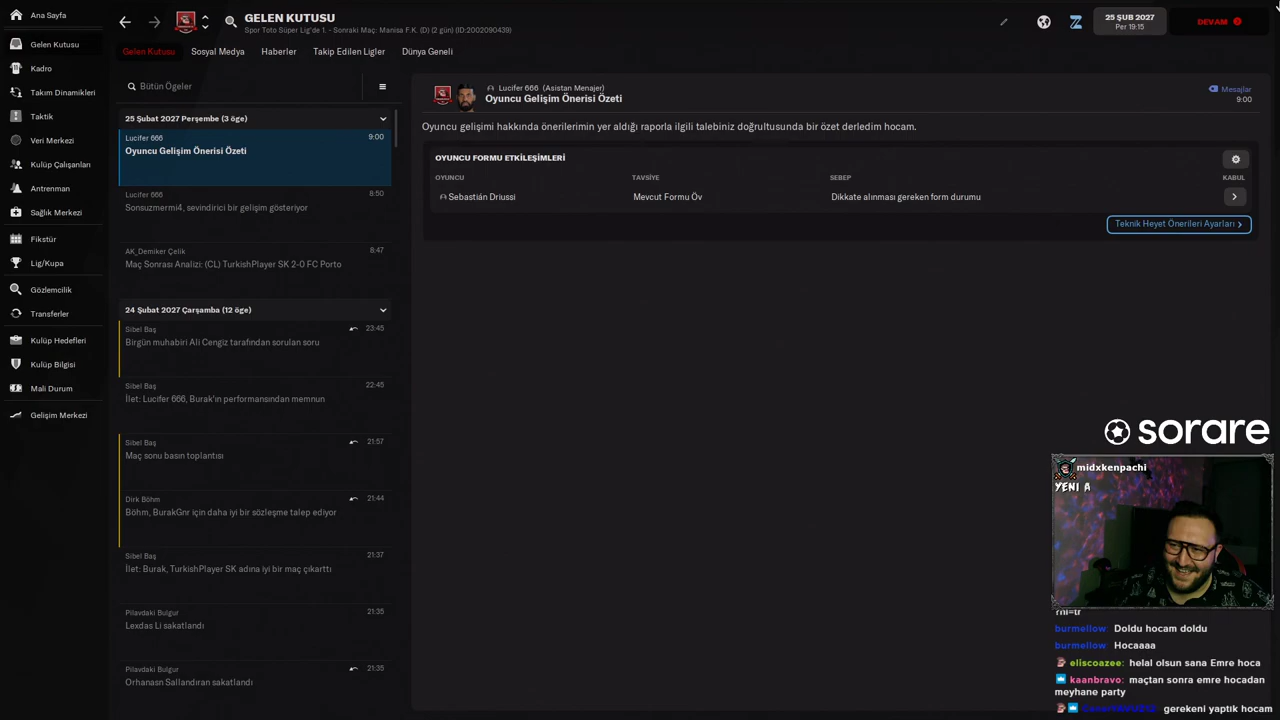 Ana Sayfa
Gelen Kutusu
Kadro
Takım Dinamikleri
Taktik
Veri Merkezi
Kulüp Çalışanları
Antrenman
Sağlık Merkezi
Fikstür
Lig/Kupa
Gözlemcilik
Transferler
Kulüp Hedefleri
Kulüp Bilgisi
Mali Durum
Gelişim Merkezi
GELEN KUTUSU
Spor Toto Süper Lig'de 1. - Sonraki Maç: Manisa F.K. (D) (2 gün) (ID:2002090439)
25 ŞUB 2027
Per 19:15
DEVAM
Gelen Kutusu
Sosyal Medya
Haberler
Takip Edilen Ligler
Dünya Geneli
Bütün Ögeler
25 Şubat 2027 Perşembe (3 öge)
Lucifer 666 9:00
Oyuncu Gelişim Önerisi Özeti
Lucifer 666 8:50
Sonsuzmermi4, sevindirici bir gelişim gösteriyor
AK_Demiker Çelik 8:47
Maç Sonrası Analizi: (CL) TurkishPlayer SK 2-0 FC Porto
24 Şubat 2027 Çarşamba (12 öge)
Sibel Baş 23:45
Birgün muhabiri Ali Cengiz tarafından sorulan soru
Sibel Baş 22:45
İlet: Lucifer 666, Burak'ın performansından memnun
Sibel Baş 21:57
Maç sonu basın toplantısı
Dirk Böhm 21:44
Böhm, BurakGnr için daha iyi bir sözleşme talep ediyor
Sibel Baş 21:37
İlet: Burak, TurkishPlayer SK adına iyi bir maç çıkarttı
Pilavdaki Bulgur 21:35
Lexdas Li sakatlandı
Pilavdaki Bulgur 21:35
Orhanasn Sallandıran sakatlandı
Lucifer 666 (Asistan Menajer)
Oyuncu Gelişim Önerisi Özeti
Mesajlar
9:00
Oyuncu gelişimi hakkında önerilerimin yer aldığı raporla ilgili talebiniz doğrultusunda bir özet derledim hocam.
OYUNCU FORMU ETKİLEŞİMLERİ
OYUNCU TAVSİYE SEBEP KABUL
Sebastián Driussi Mevcut Formu Öv Dikkate alınması gereken form durumu
Teknik Heyet Önerileri Ayarları
sorare
midxkenpachi
YENİ A
burmellow: Doldu hocam doldu
burmellow: Hocaaaa
eliscoazee: helal olsun sana Emre hoca
kaanbravo: maçtan sonra emre hocadan
meyhane party
gerekeni yaptık hocam